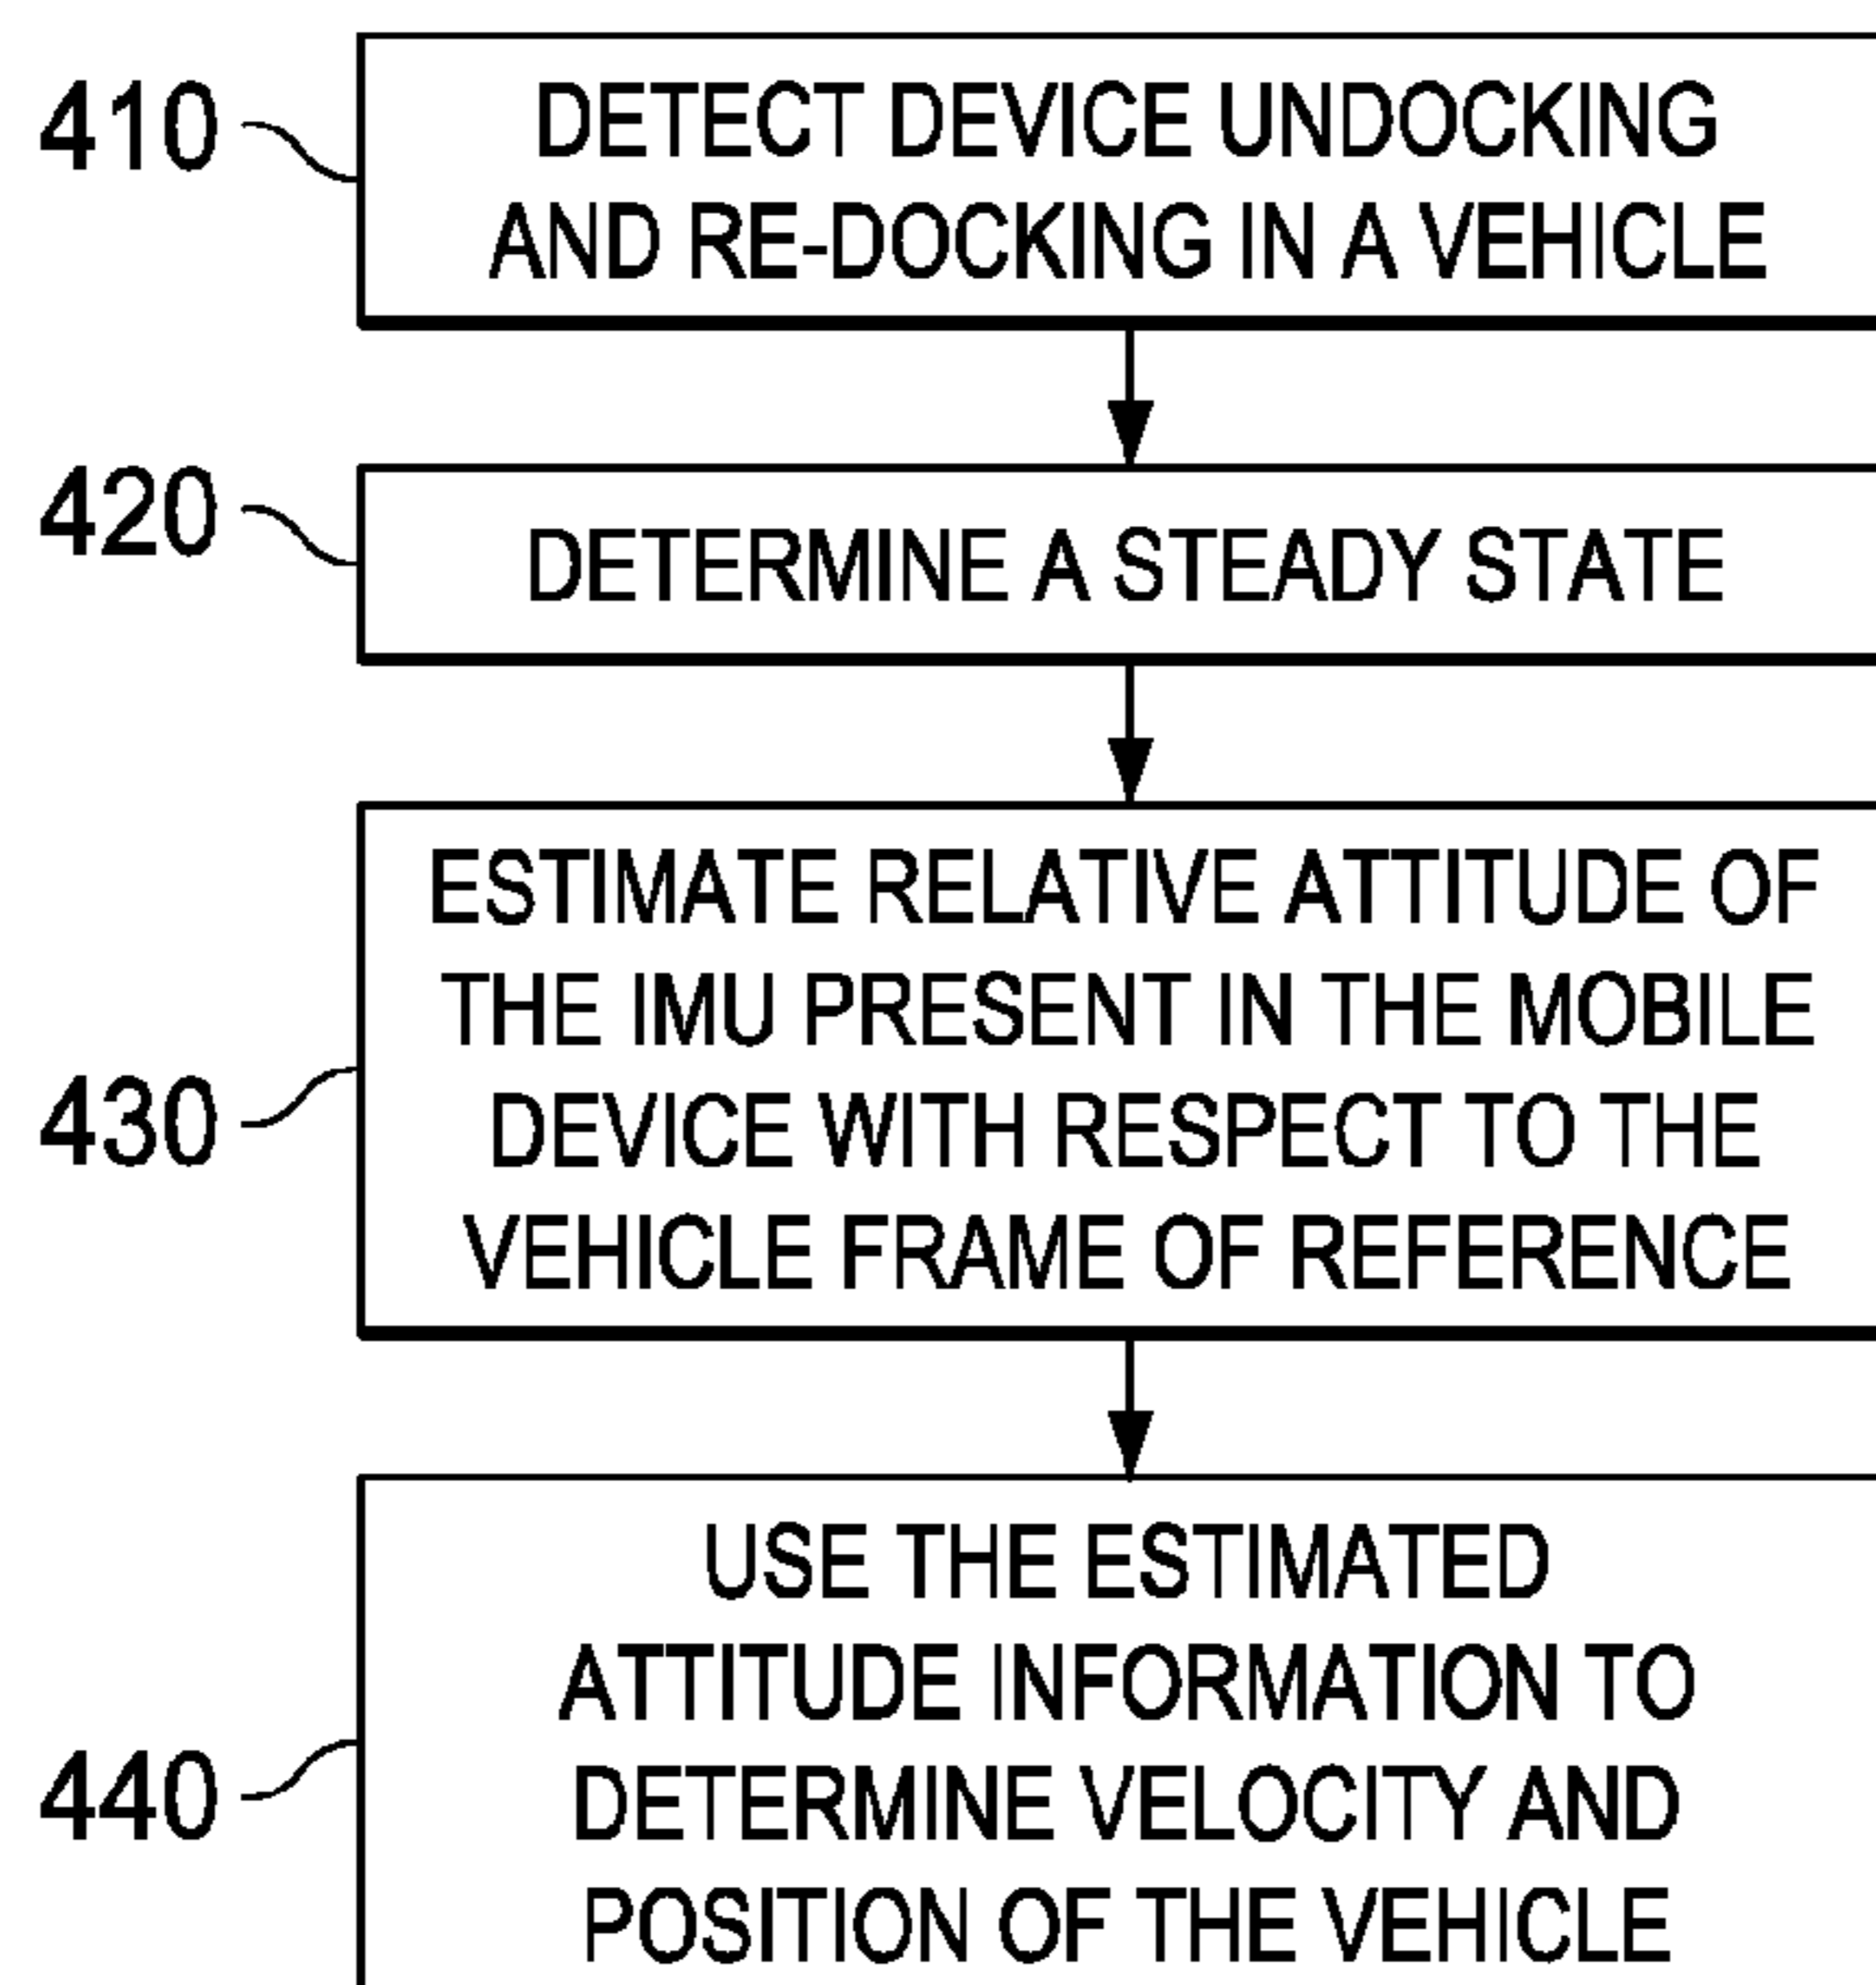 410
DETECT DEVICE UNDOCKING
AND RE-DOCKING IN A VEHICLE
420
DETERMINE A STEADY STATE
ESTIMATE RELATIVE ATTITUDE OF
THE IMU PRESENT IN THE MOBILE
430
DEVICE WITH RESPECT TO THE
VEHICLE FRAME OF REFERENCE
USE THE ESTIMATED
ATTITUDE INFORMATION TO
440
DETERMINE VELOCITY AND
POSITION OF THE VEHICLE